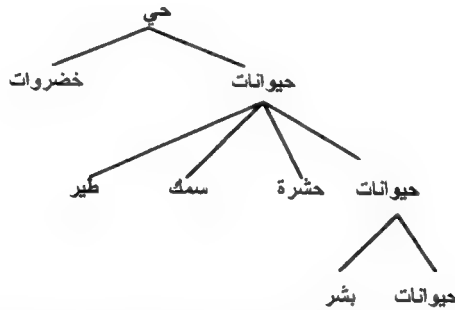 حي
حيوانات خضروات
حيوانات حشرة سمك طير
حيوانات بشر